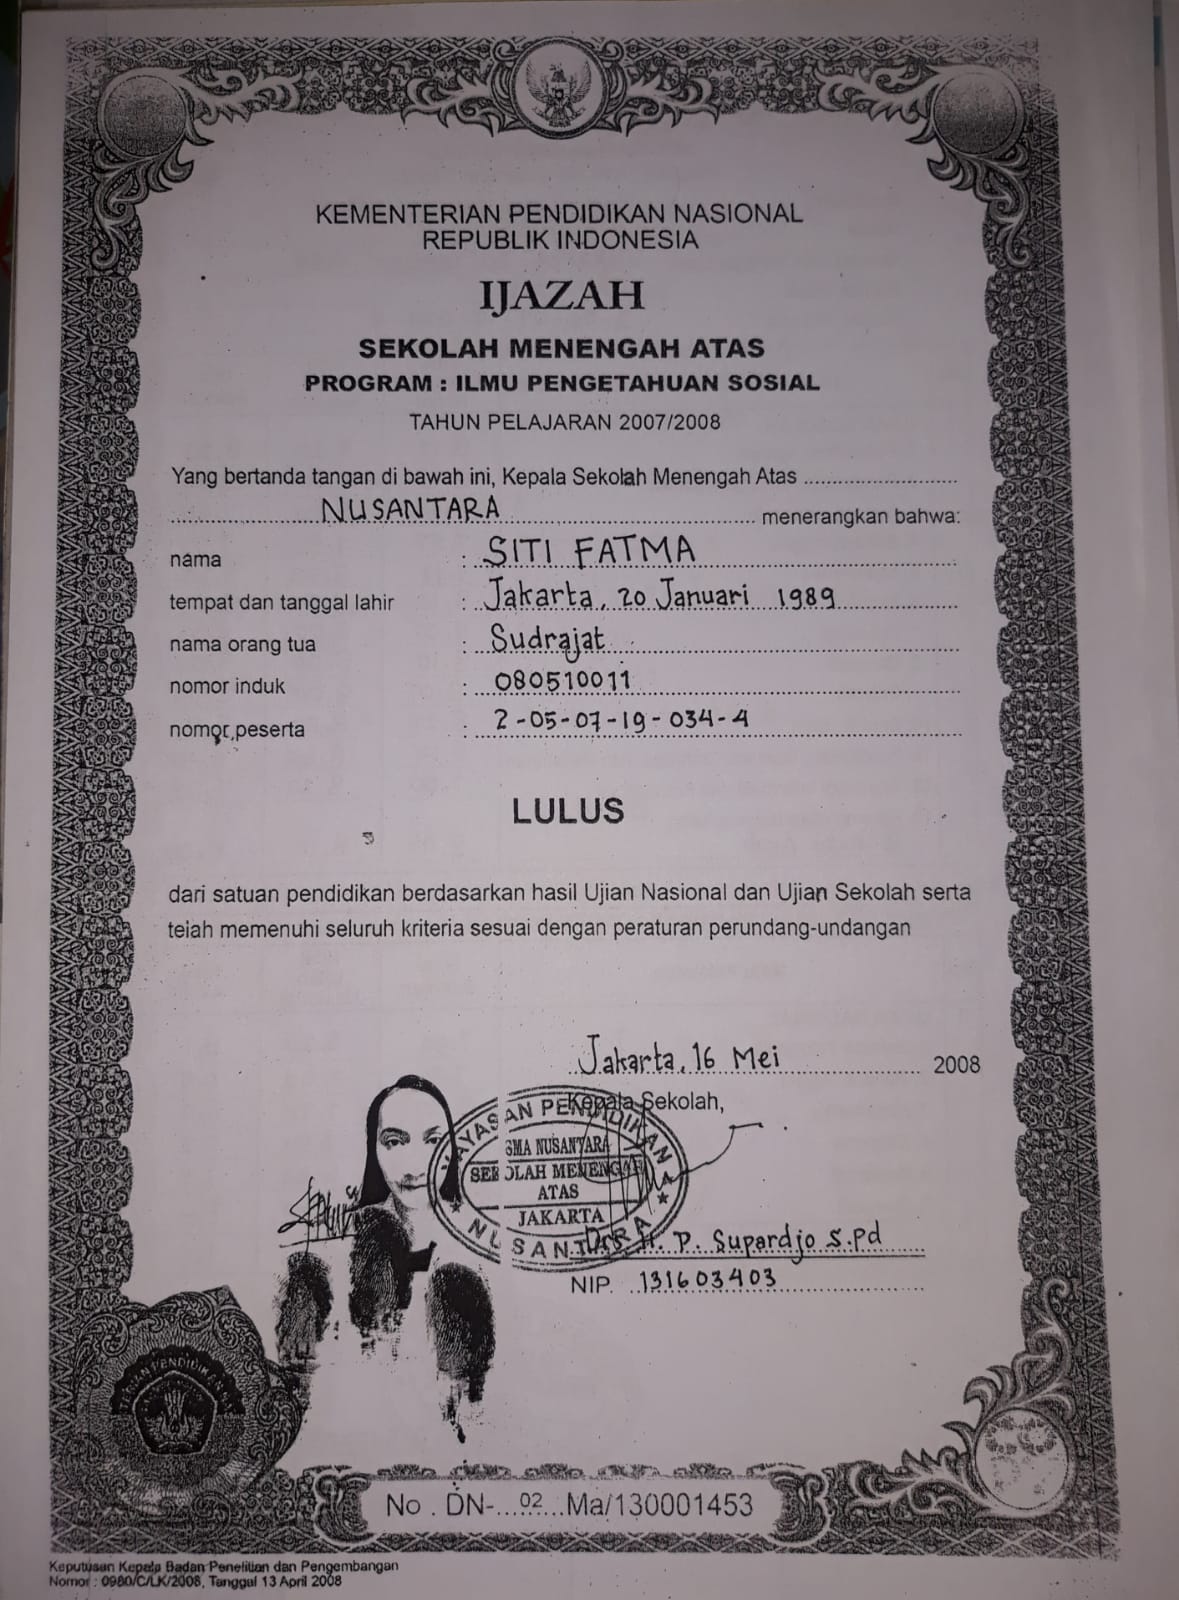 KEMENTERIAN PENDIDIKAN NASIONAL
REPUBLIK INDONESIA
IJAZAH
SEKOLAH MENENGAH ATAS
PROGRAM : ILMU PENGETAHUAN SOSIAL
TAHUN PELAJARAN 2007/2008
Yang bertanda tangan di bawah ini, Kepala Sekolah Menengah Atas ............................
........................NUSANTARA........................................ menerangkan bahwa:
nama : SITI FATMA
tempat dan tanggal lahir : Jakarta, 20 Januari 1989
nama orang tua : Sudrajat
nomor induk : 080510011
nomor peserta : 2-05-07-19-034-4
LULUS
dari satuan pendidikan berdasarkan hasil Ujian Nasional dan Ujian Sekolah serta
telah memenuhi seluruh kriteria sesuai dengan peraturan perundang-undangan
Jakarta, 16 Mei 2008
Kepala Sekolah,
YAYASAN PENDIDIKAN
SMA NUSANTARA
SEKOLAH MENENGAH
ATAS
JAKARTA
NUSANTARA
Drs. H. P. Supardjo S.Pd
NIP. 131603403
No . DN-....02...Ma/130001453
Keputusan Kepala Badan Penelitian dan Pengembangan
Nomor : 0980/C/LK/2008, Tanggal 13 April 2008